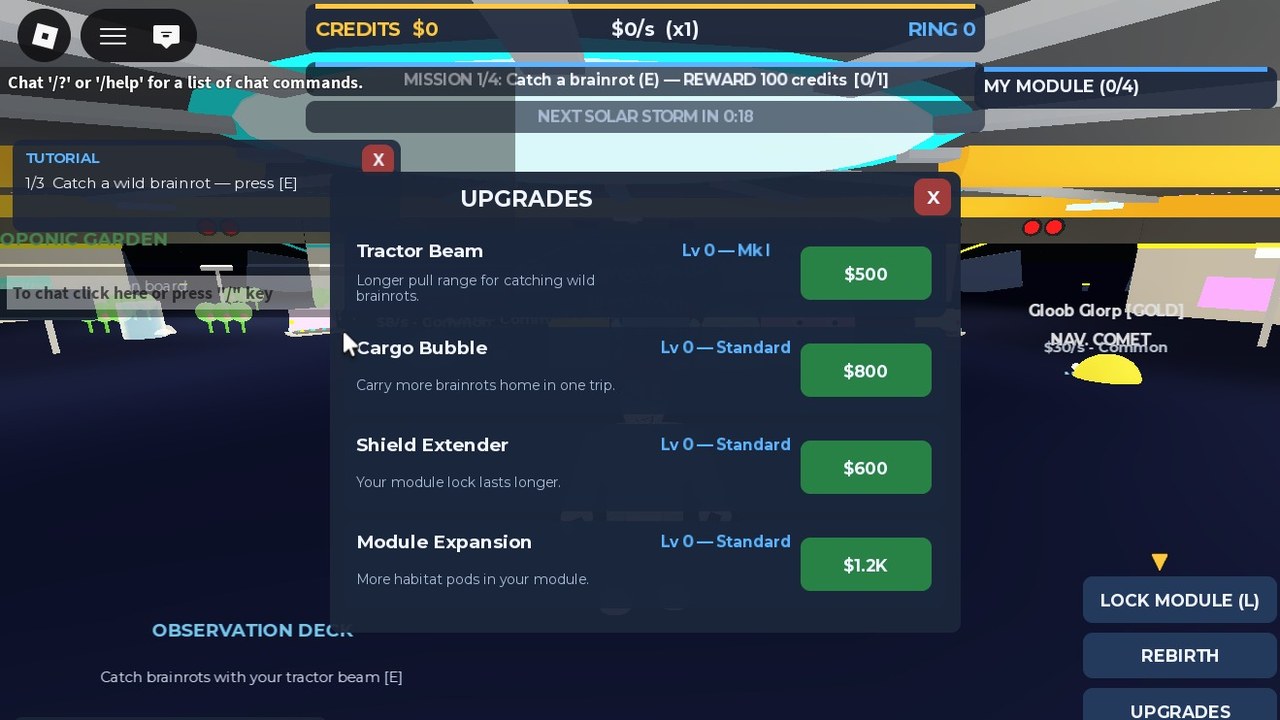 CREDITS $0
$0/s (x1)
RING 0
Chat '/?' or '/help' for a list of chat commands.
MISSION 1/4: Catch a brainrot (E) — REWARD 100 credits [0/1]
MY MODULE (0/4)
NEXT SOLAR STORM IN 0:18
TUTORIAL
X
1/3 Catch a wild brainrot — press [E]
UPGRADES
X
OPONIC GARDEN
Tractor Beam
Lv 0 — Mk I
Longer pull range for catching wild
brainrots.
$500
To chat click here or press "/" key
Cargo Bubble
Lv 0 — Standard
Carry more brainrots home in one trip.
$800
Gloob Glorp [GOLD]
NAV. COMET
$30/s - Common
Shield Extender
Lv 0 — Standard
Your module lock lasts longer.
$600
Module Expansion
Lv 0 — Standard
More habitat pods in your module.
$1.2K
OBSERVATION DECK
Catch brainrots with your tractor beam [E]
LOCK MODULE (L)
REBIRTH
UPGRADES